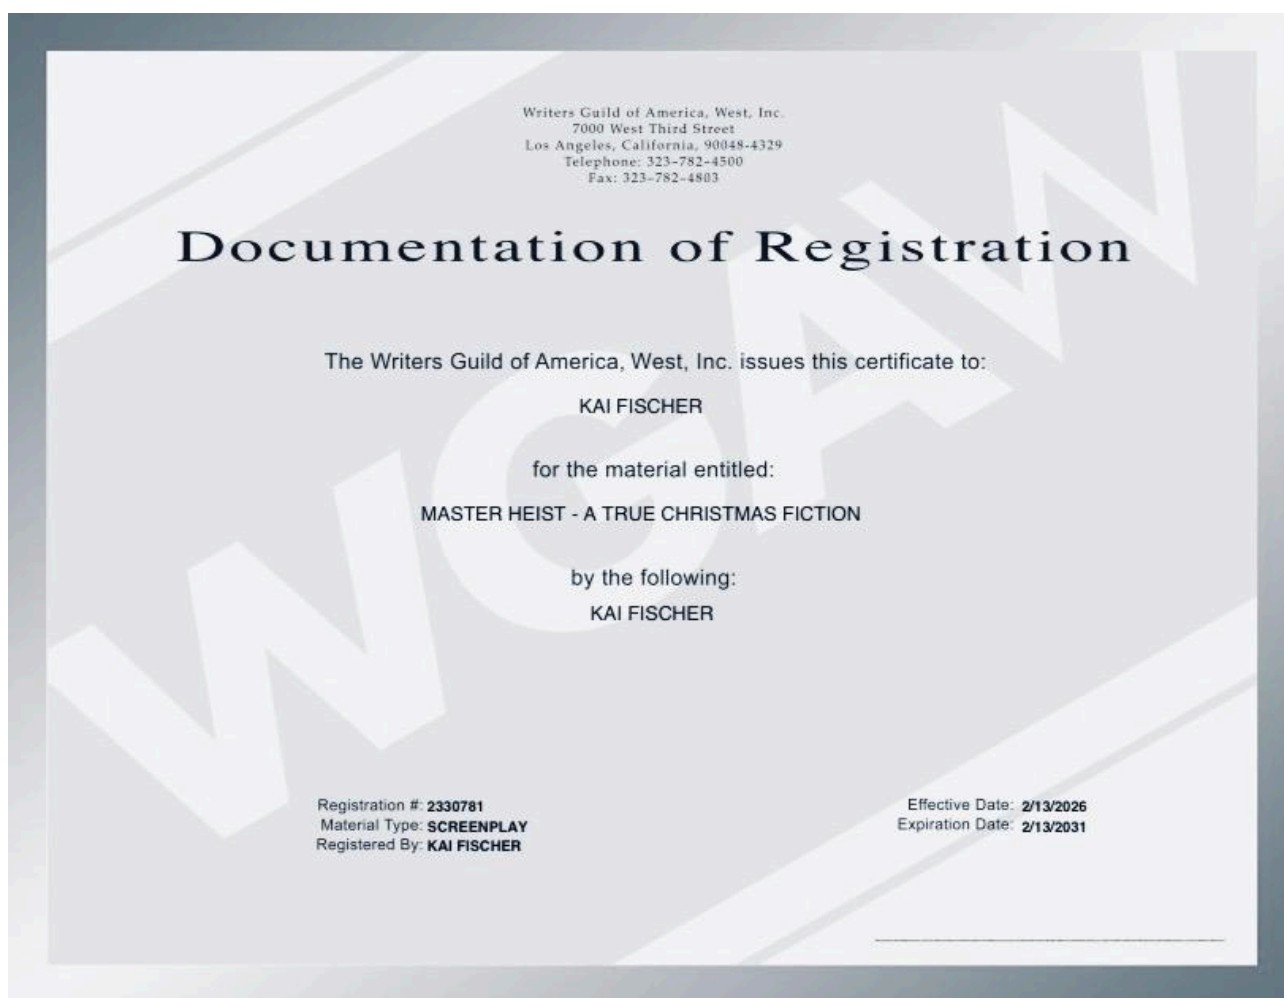 Writers Guild of America, West, Inc.
7000 West Third Street
Los Angeles, California, 90048-4329
Telephone: 323-782-4500
Fax: 323-782-4803
Documentation of Registration
The Writers Guild of America, West, Inc. issues this certificate to:
KAI FISCHER
for the material entitled:
MASTER HEIST - A TRUE CHRISTMAS FICTION
by the following:
KAI FISCHER
WGAW
Registration #: 2330781
Material Type: SCREENPLAY
Registered By: KAI FISCHER
Effective Date: 2/13/2026
Expiration Date: 2/13/2031